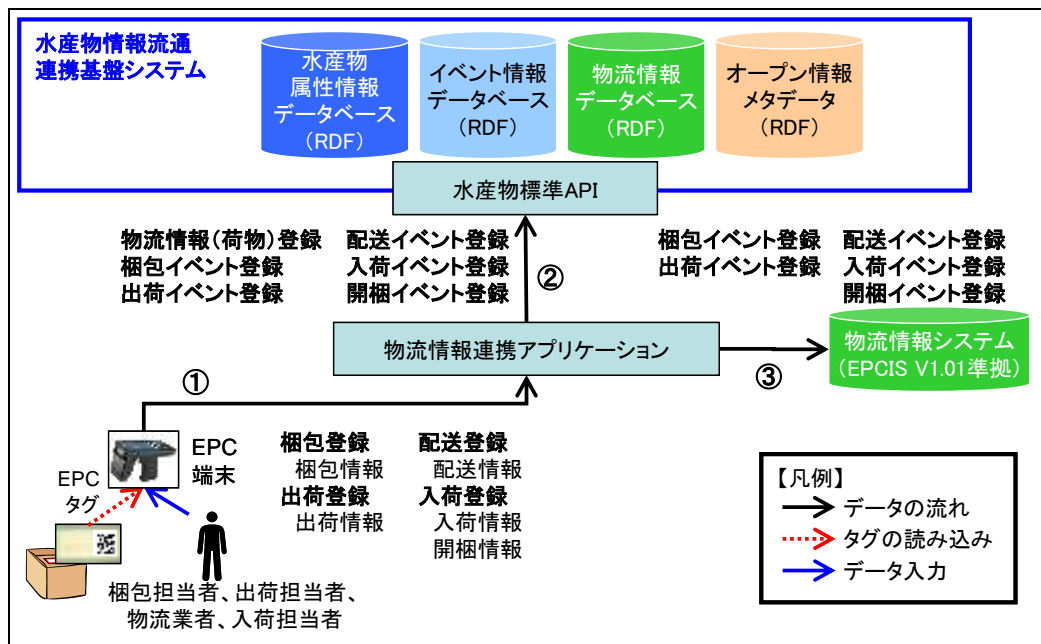 水産物情報流通
連携基盤システム
水産物
属性情報
データベース
(RDF)
イベント情報
データベース
(RDF)
物流情報
データベース
(RDF)
オープン情報
メタデータ
(RDF)
水産物標準API
物流情報(荷物)登録
梱包イベント登録
出荷イベント登録
配送イベント登録
入荷イベント登録
開梱イベント登録
②
梱包イベント登録
出荷イベント登録
配送イベント登録
入荷イベント登録
開梱イベント登録
物流情報連携アプリケーション
③
物流情報システム
(EPCIS V1.01準拠)
①
EPC
端末
EPC
タグ
梱包登録
梱包情報
出荷登録
出荷情報
配送登録
配送情報
入荷登録
入荷情報
開梱情報
梱包担当者、出荷担当者、
物流業者、入荷担当者
【凡例】
データの流れ
タグの読み込み
データ入力